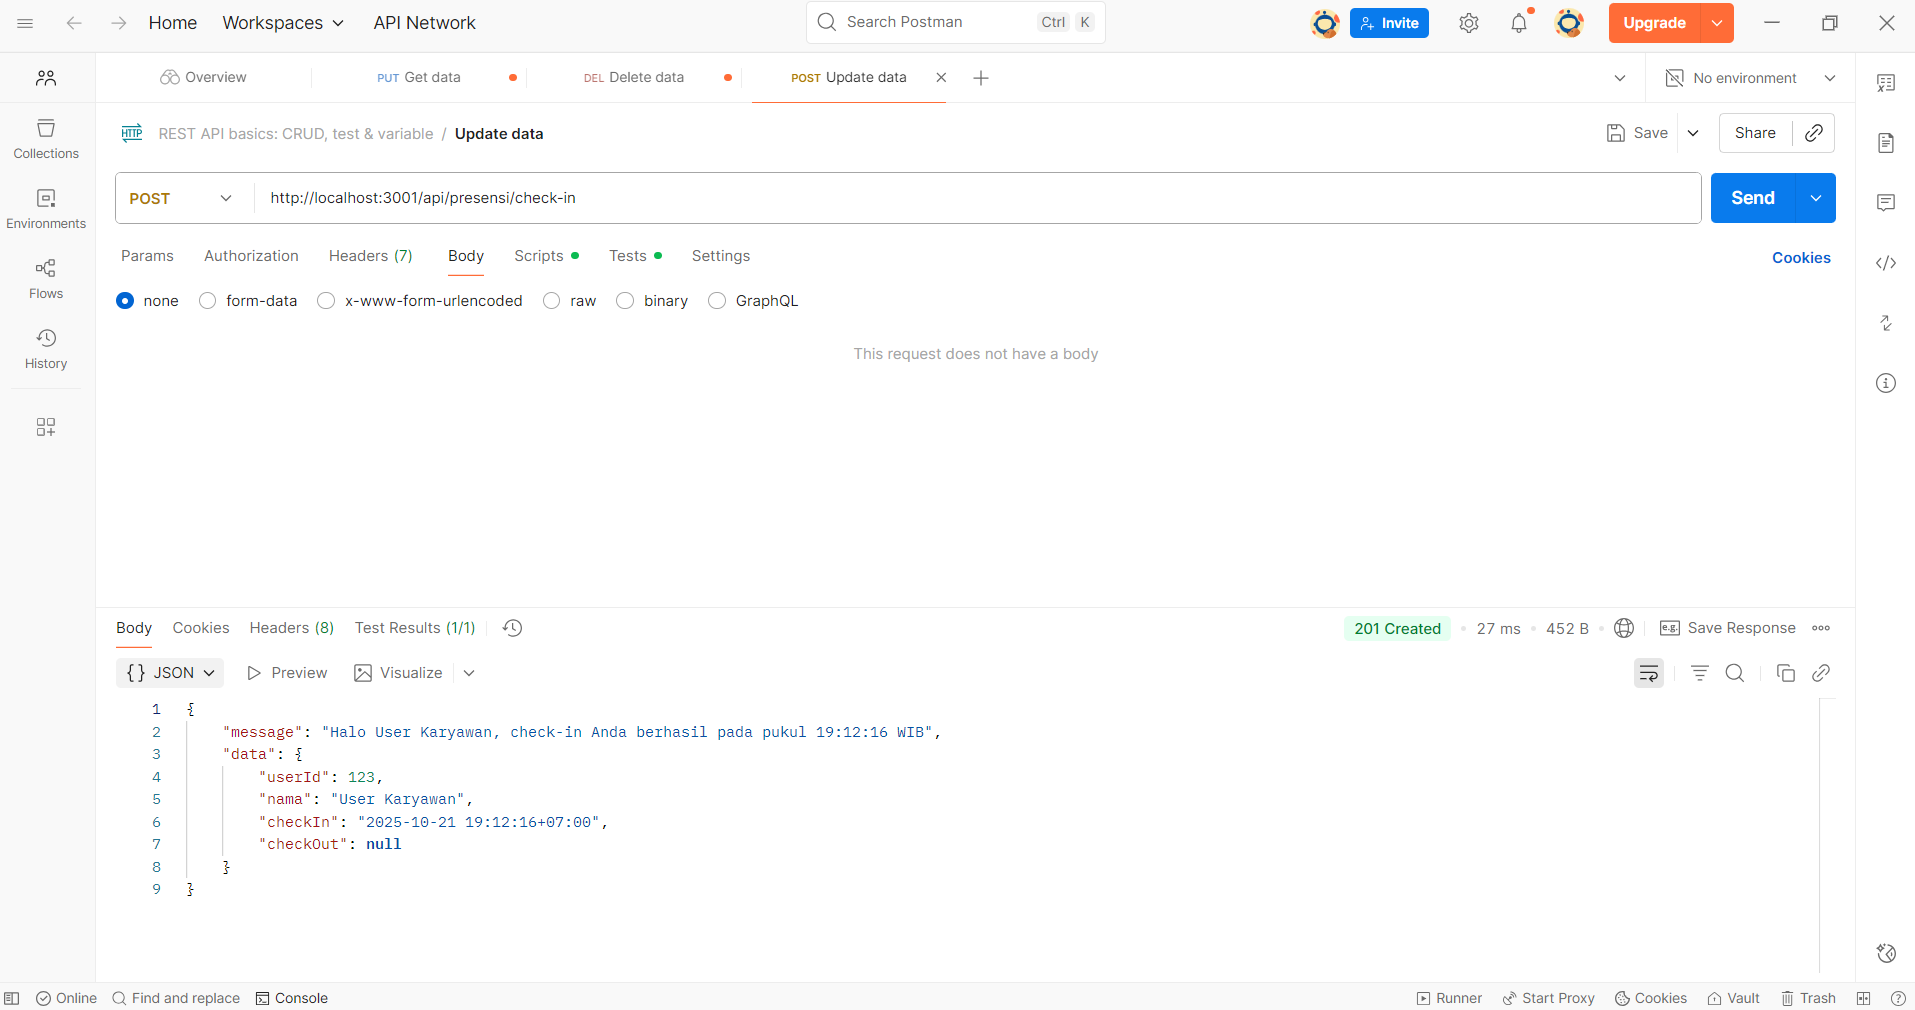 Home Workspaces API Network Search Postman Ctrl K Invite Upgrade
Overview PUT Get data DEL Delete data POST Update data No environment
REST API basics: CRUD, test & variable / Update data Save Share
Collections
Environments
Flows
History
POST http://localhost:3001/api/presensi/check-in Send
Params Authorization Headers (7) Body Scripts Tests Settings Cookies
none form-data x-www-form-urlencoded raw binary GraphQL
This request does not have a body
Body Cookies Headers (8) Test Results (1/1) 201 Created 27 ms 452 B e.g. Save Response
{} JSON Preview Visualize
1 {
2 "message": "Halo User Karyawan, check-in Anda berhasil pada pukul 19:12:16 WIB",
3 "data": {
4 "userId": 123,
5 "nama": "User Karyawan",
6 "checkIn": "2025-10-21 19:12:16+07:00",
7 "checkOut": null
8 }
9 }
Online Find and replace Console Runner Start Proxy Cookies Vault Trash